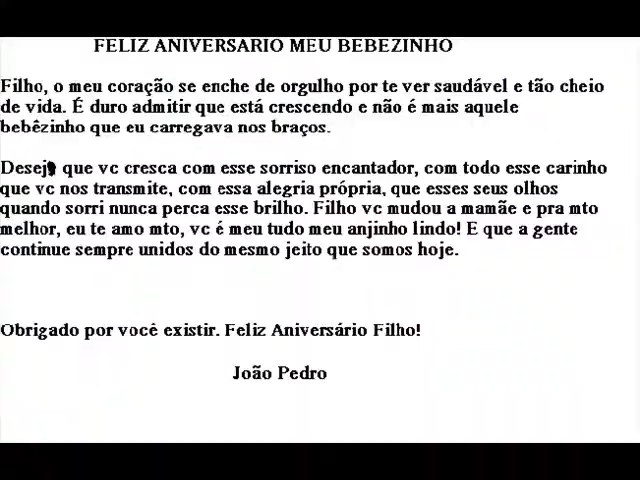 FELIZ ANIVERSARIO MEU BEBEZINHO
Filho, o meu coração se enche de orgulho por te ver saudável e tão cheio
de vida. É duro admitir que está crescendo e não é mais aquele
bebêzinho que eu carregava nos braços.
Desejo que vc cresca com esse sorriso encantador, com todo esse carinho
que vc nos transmite, com essa alegria própria, que esses seus olhos
quando sorri nunca perca esse brilho. Filho vc mudou a mamãe e pra mto
melhor, eu te amo mto, vc é meu tudo meu anjinho lindo! E que a gente
continue sempre unidos do mesmo jeito que somos hoje.
Obrigado por você existir. Feliz Aniversário Filho!
João Pedro